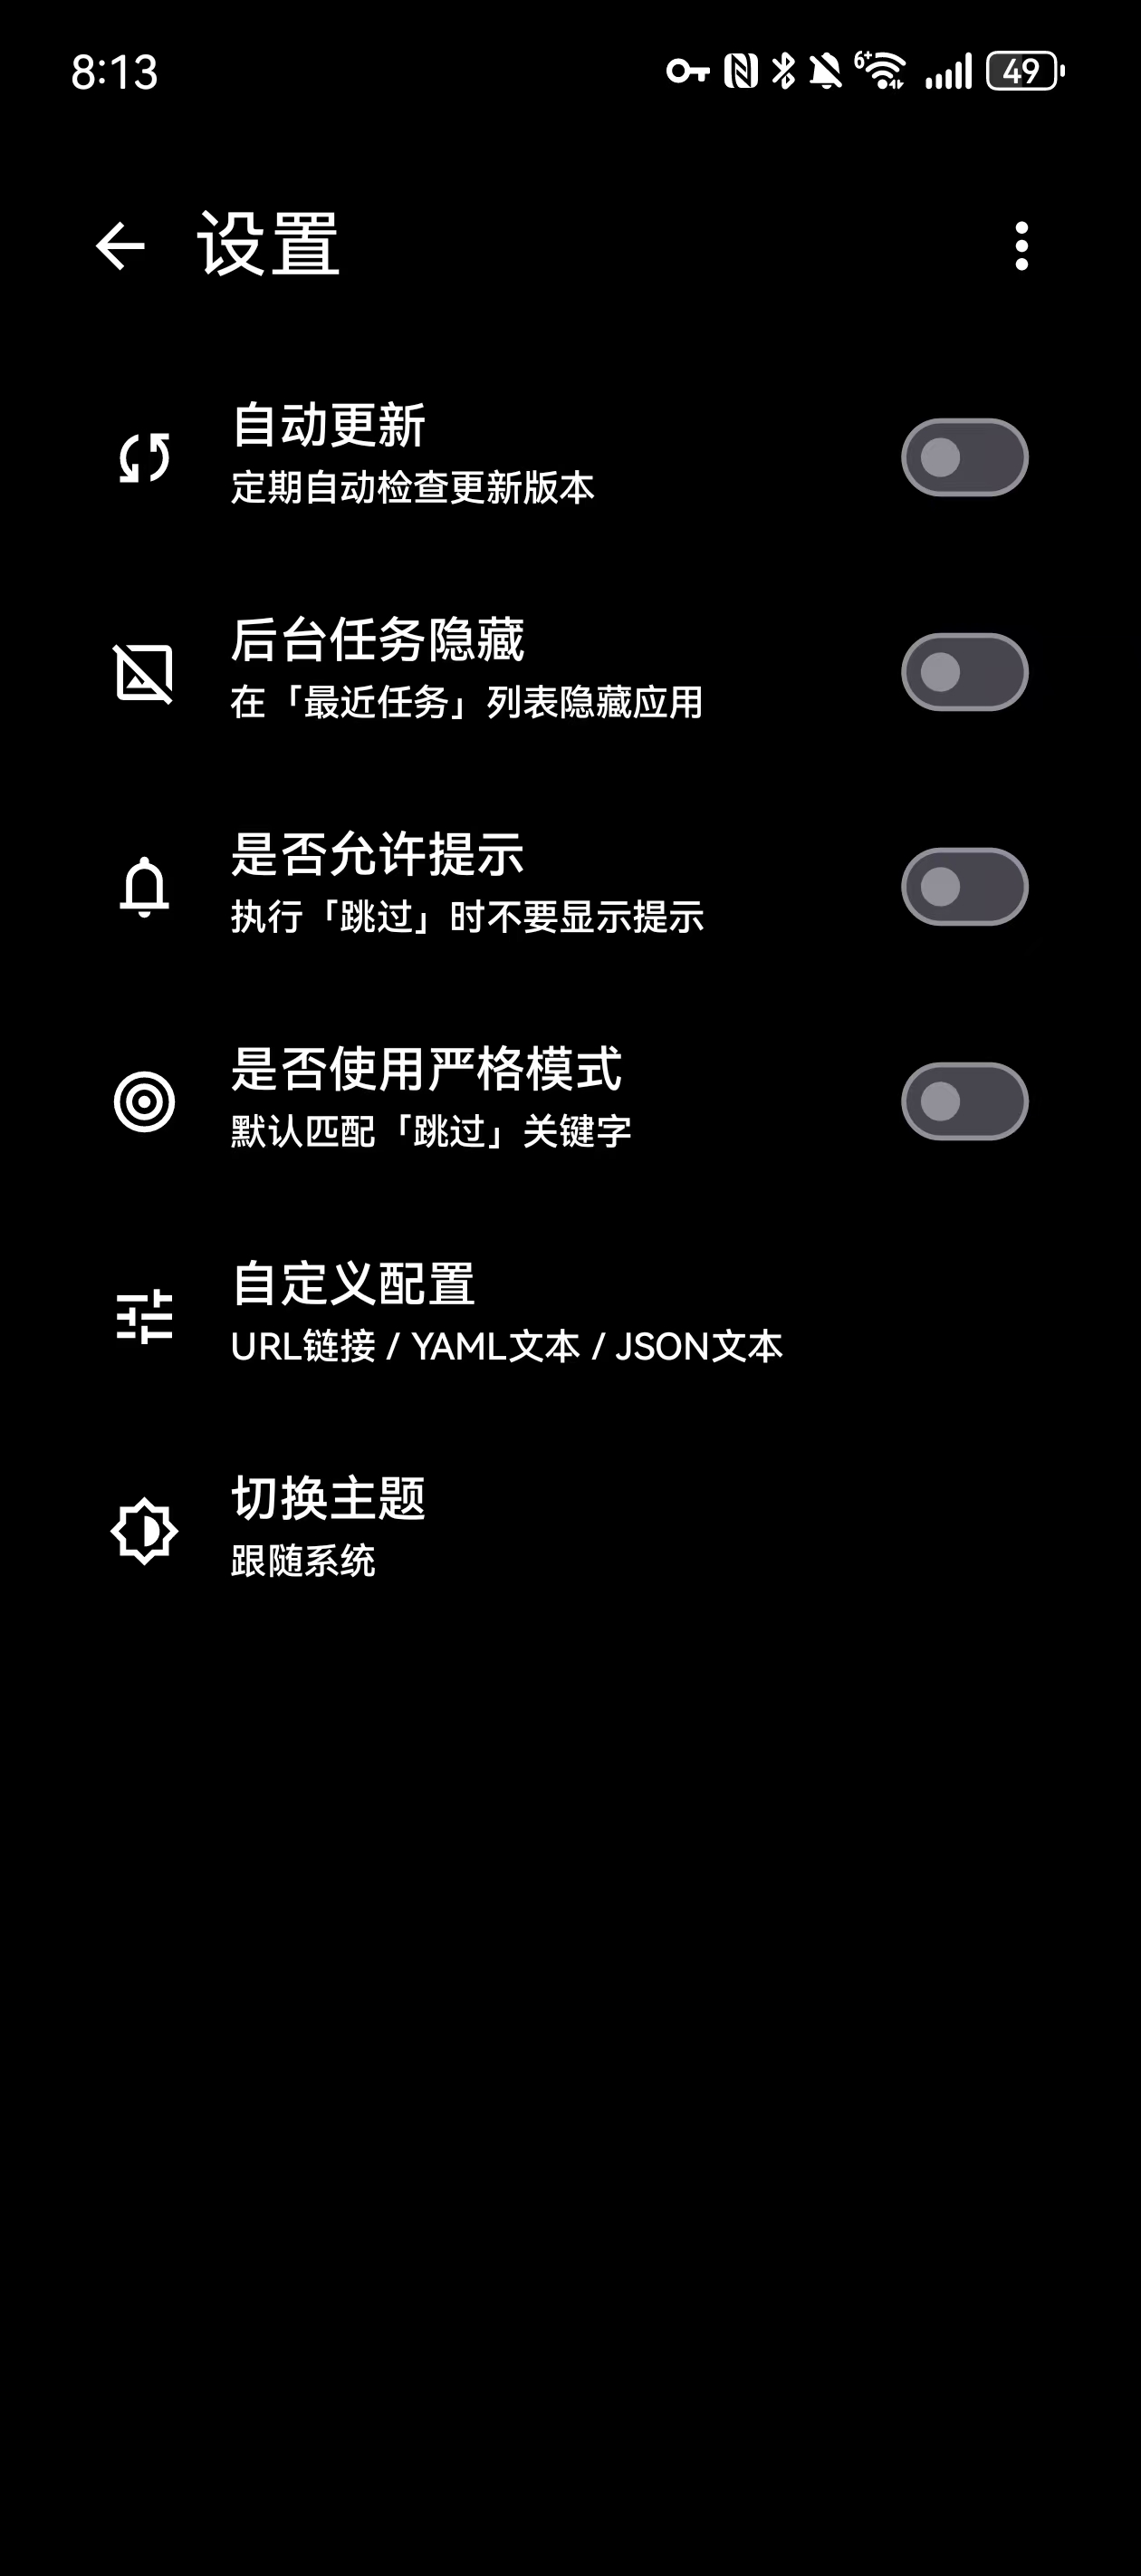 8:13
6+
49
设置
自动更新
定期自动检查更新版本
后台任务隐藏
在「最近任务」列表隐藏应用
是否允许提示
执行「跳过」时不要显示提示
是否使用严格模式
默认匹配「跳过」关键字
自定义配置
URL链接 / YAML文本 / JSON文本
切换主题
跟随系统